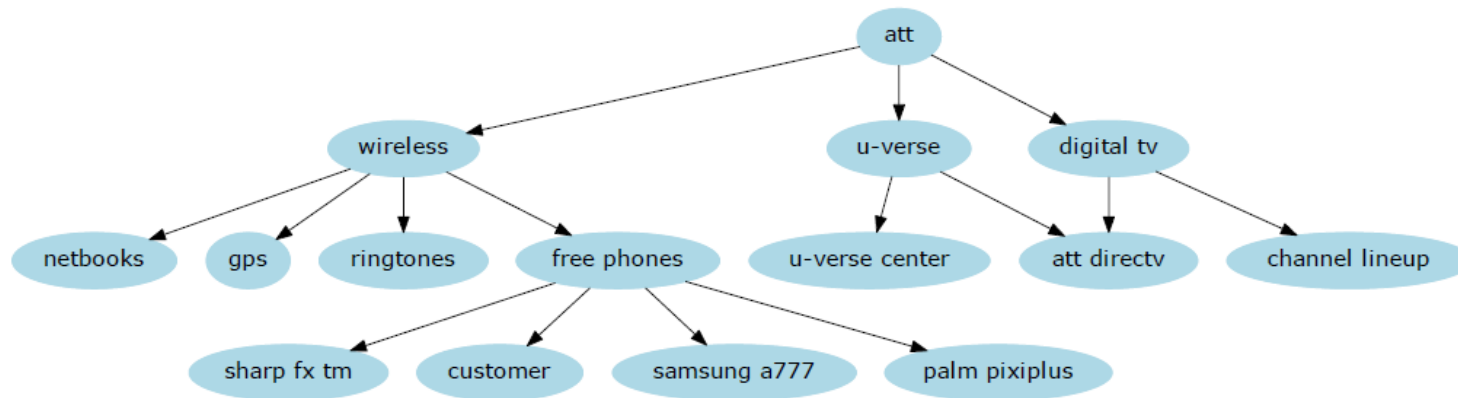 att
wireless
u-verse
digital tv
netbooks
gps
ringtones
free phones
u-verse center
att directv
channel lineup
sharp fx tm
customer
samsung a777
palm pixiplus